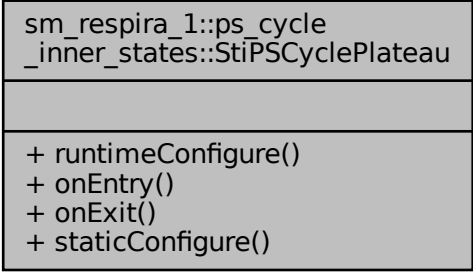 sm_respira_1::ps_cycle
_inner_states::StiPSCyclePlateau
+ runtimeConfigure()
+ onEntry()
+ onExit()
+ staticConfigure()